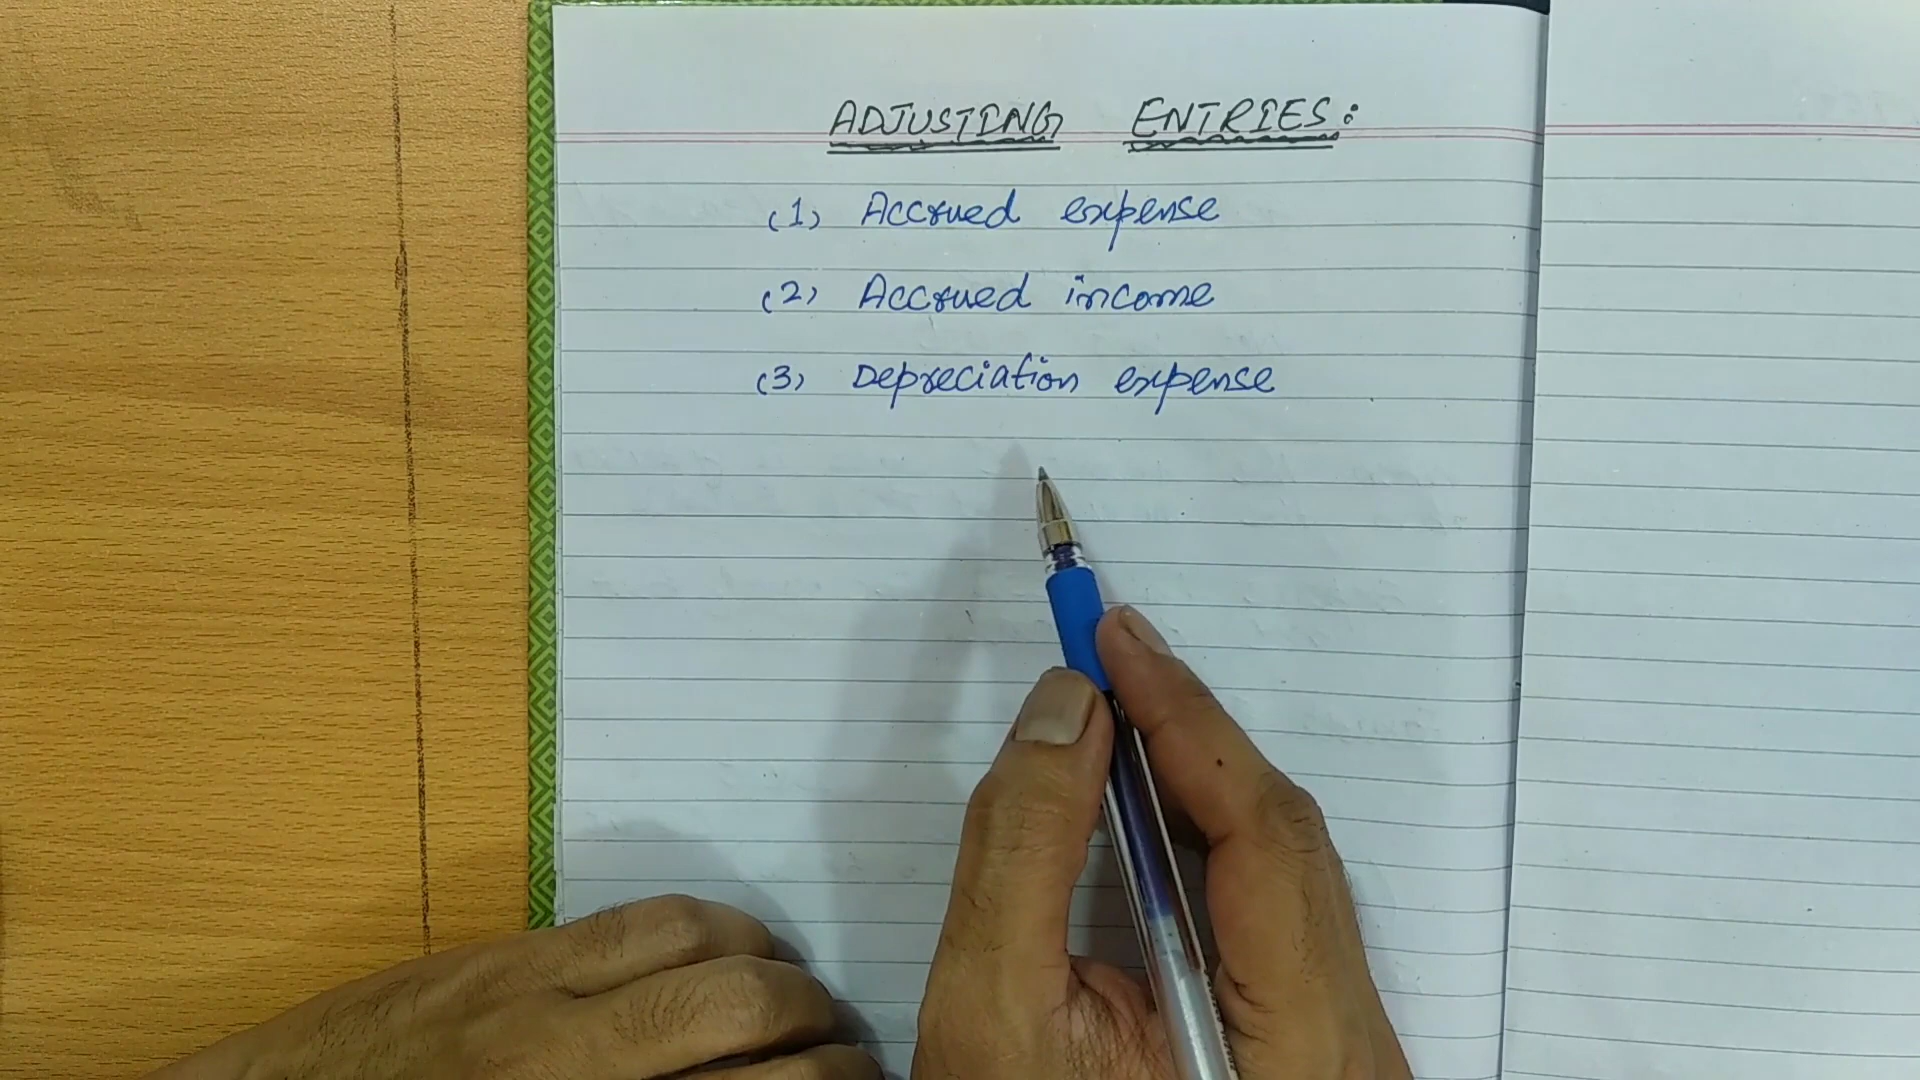 ADJUSTING ENTRIES:
(1) Accrued expense
(2) Accrued income
(3) Depreciation expense